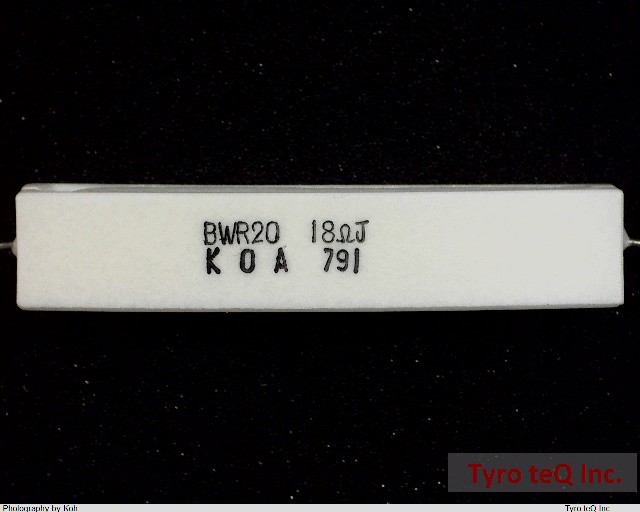 BWR20 18ΩJ
K O A 791
Tyro teQ Inc.
Photography by Koh Tyro teQ Inc.